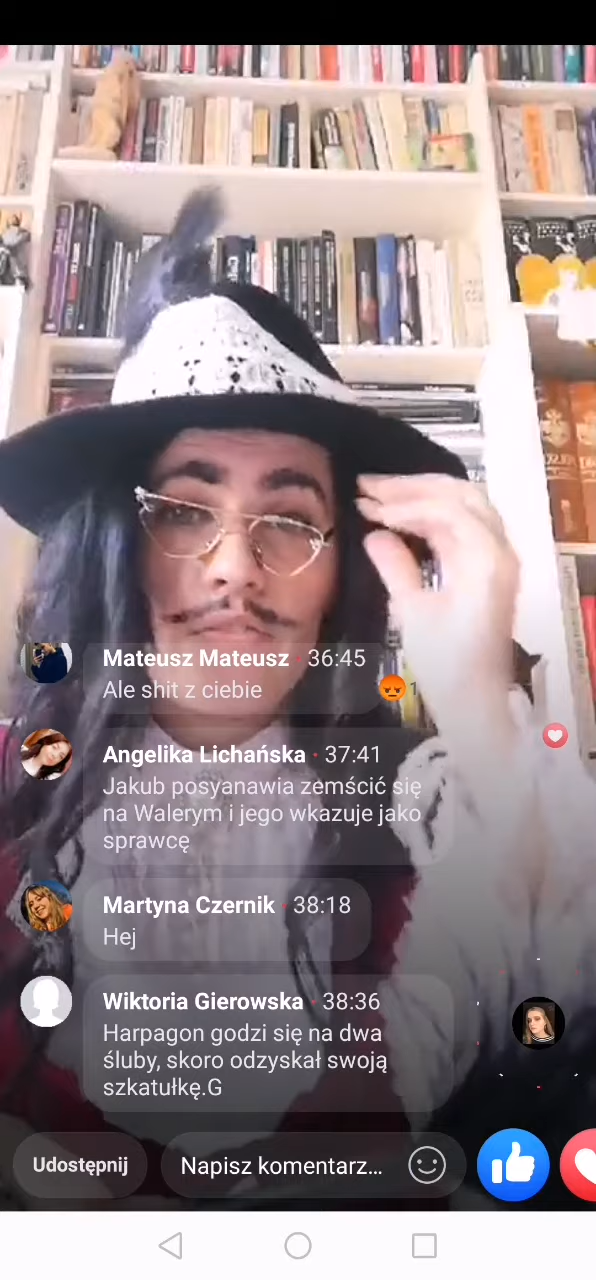 Mateusz Mateusz · 36:45
Ale shit z ciebie
1
Angelika Lichańska · 37:41
Jakub posyanawia zemścić się
na Walerym i jego wkazuje jako
sprawcę
Martyna Czernik · 38:18
Hej
Wiktoria Gierowska · 38:36
Harpagon godzi się na dwa
śluby, skoro odzyskał swoją
szkatułkę.G
Udostępnij
Napisz komentarz...